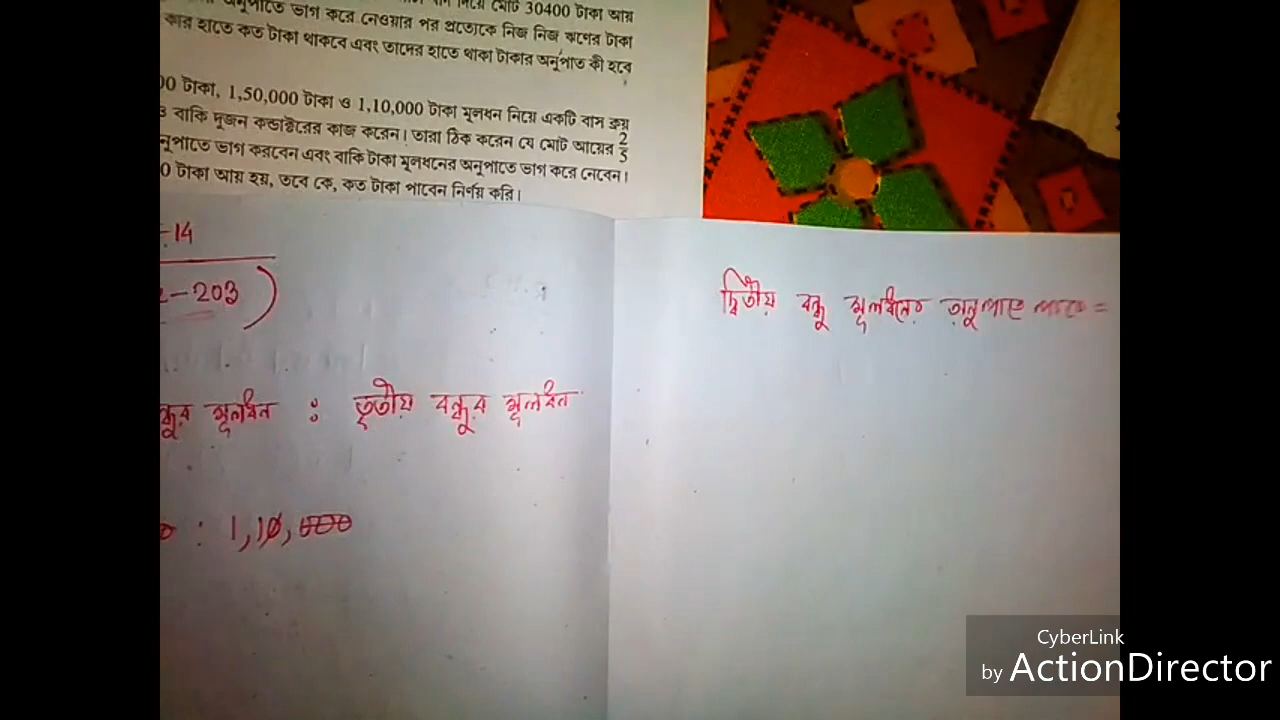 অনুপাতে ভাগ করে নেওয়ার পর প্রত্যেকে নিজ নিজ ঋণের টাকা
কার হাতে কত টাকা থাকবে এবং তাদের হাতে থাকা টাকার অনুপাত কী হবে
00 টাকা, 1,50,000 টাকা ও 1,10,000 টাকা মূলধন নিয়ে একটি বাস ক্রয়
ও বাকি দুজন কন্ডাক্টরের কাজ করেন। তারা ঠিক করেন যে মোট আয়ের 2/5
নুপাতে ভাগ করবেন এবং বাকি টাকা মূলধনের অনুপাতে ভাগ করে নেবেন।
0 টাকা আয় হয়, তবে কে, কত টাকা পাবেন নির্ণয় করি।
-14
-203 )
ন্ধুর মূলধন : তৃতীয় বন্ধুর মূলধন
: 1,10,000
দ্বিতীয় বন্ধু মূলধনের অনুপাতে পাবে =
CyberLink
by ActionDirector